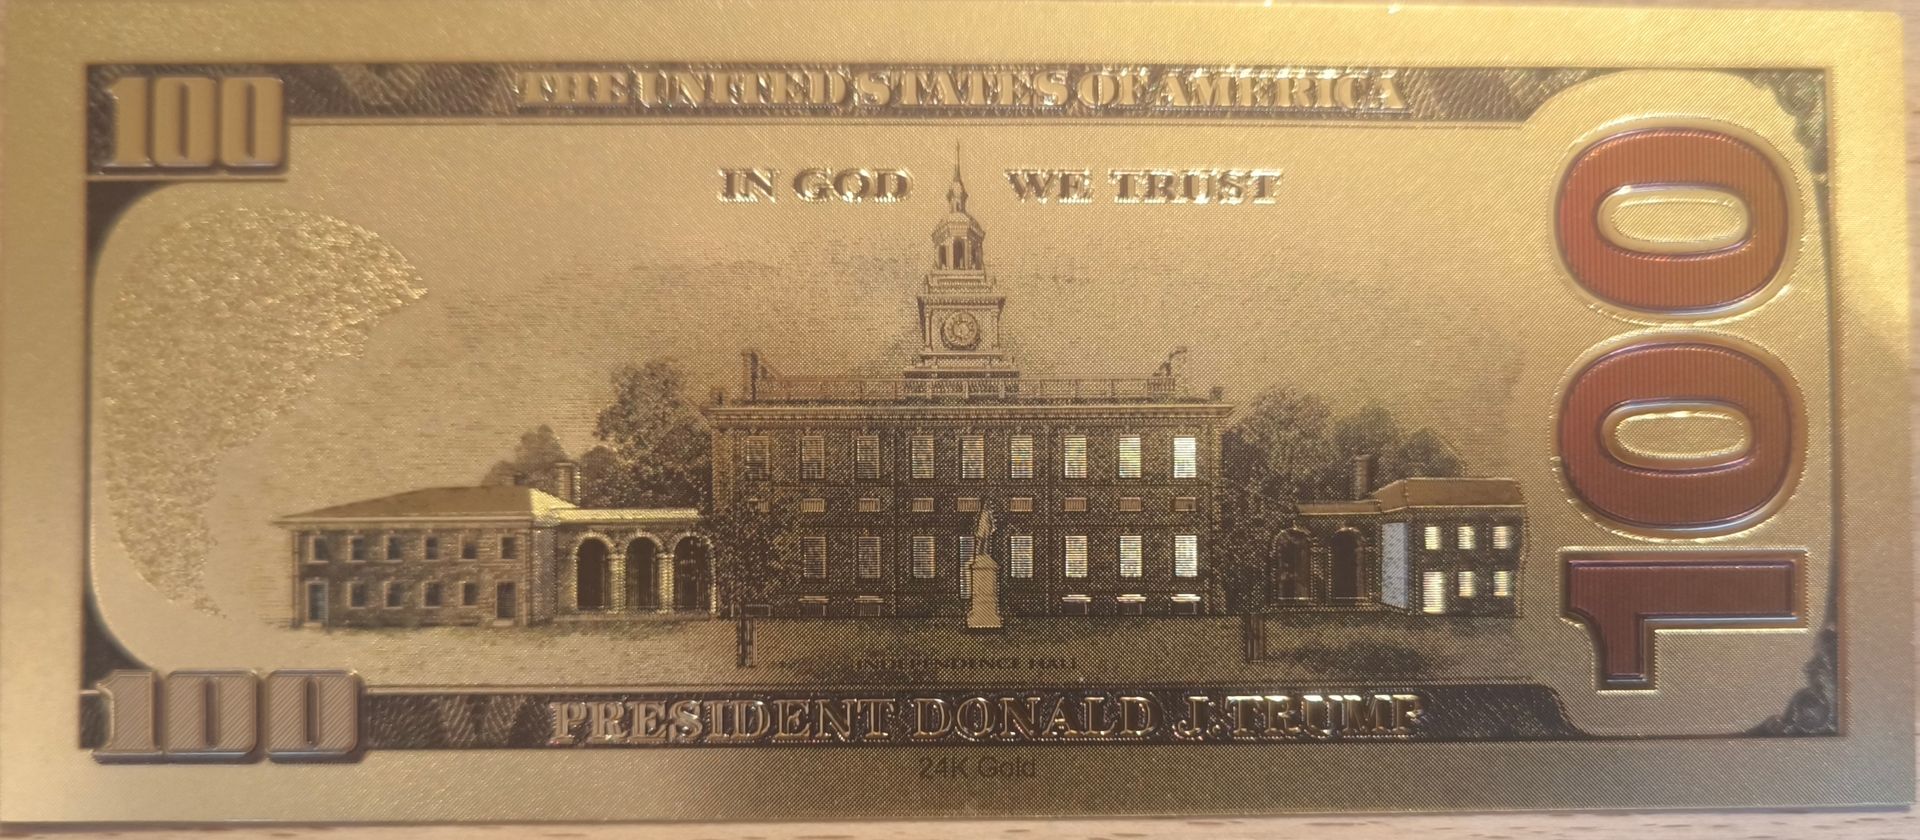 100
THE UNITED STATES OF AMERICA
IN GOD WE TRUST
100
INDEPENDENCE HALL
100
PRESIDENT DONALD J. TRUMP
24K Gold